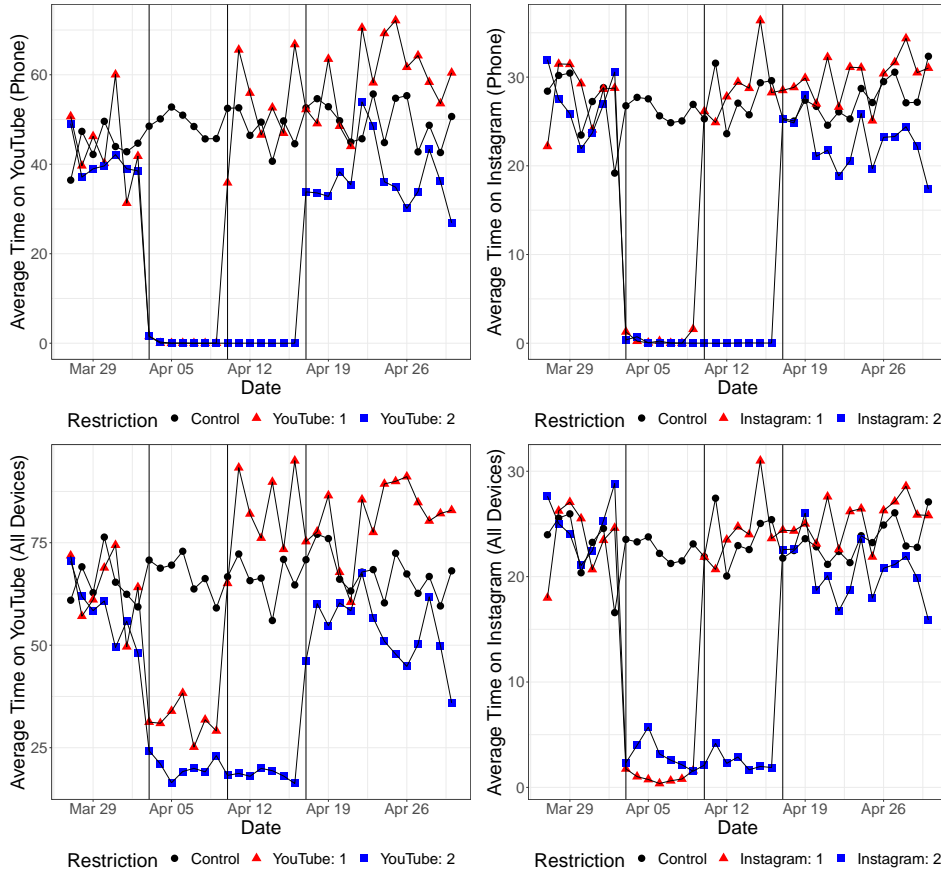 Average Time on YouTube (Phone)
60
40
20
0
Mar 29 Apr 05 Apr 12 Apr 19 Apr 26
Date
Restriction Control YouTube: 1 YouTube: 2
Average Time on Instagram (Phone)
30
20
10
0
Mar 29 Apr 05 Apr 12 Apr 19 Apr 26
Date
Restriction Control Instagram: 1 Instagram: 2
Average Time on YouTube (All Devices)
75
50
25
Mar 29 Apr 05 Apr 12 Apr 19 Apr 26
Date
Restriction Control YouTube: 1 YouTube: 2
Average Time on Instagram (All Devices)
30
20
10
0
Mar 29 Apr 05 Apr 12 Apr 19 Apr 26
Date
Restriction Control Instagram: 1 Instagram: 2